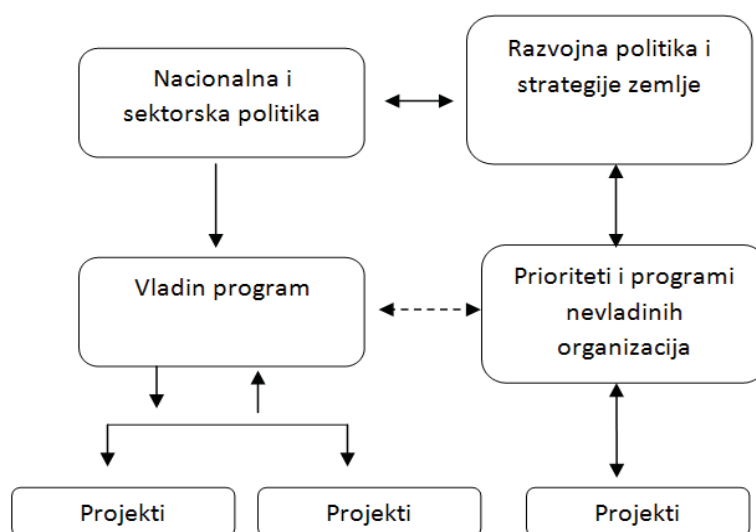 Nacionalna i
sektorska politika
Razvojna politika i
strategije zemlje
Vladin program
Prioriteti i programi
nevladinih
organizacija
Projekti
Projekti
Projekti